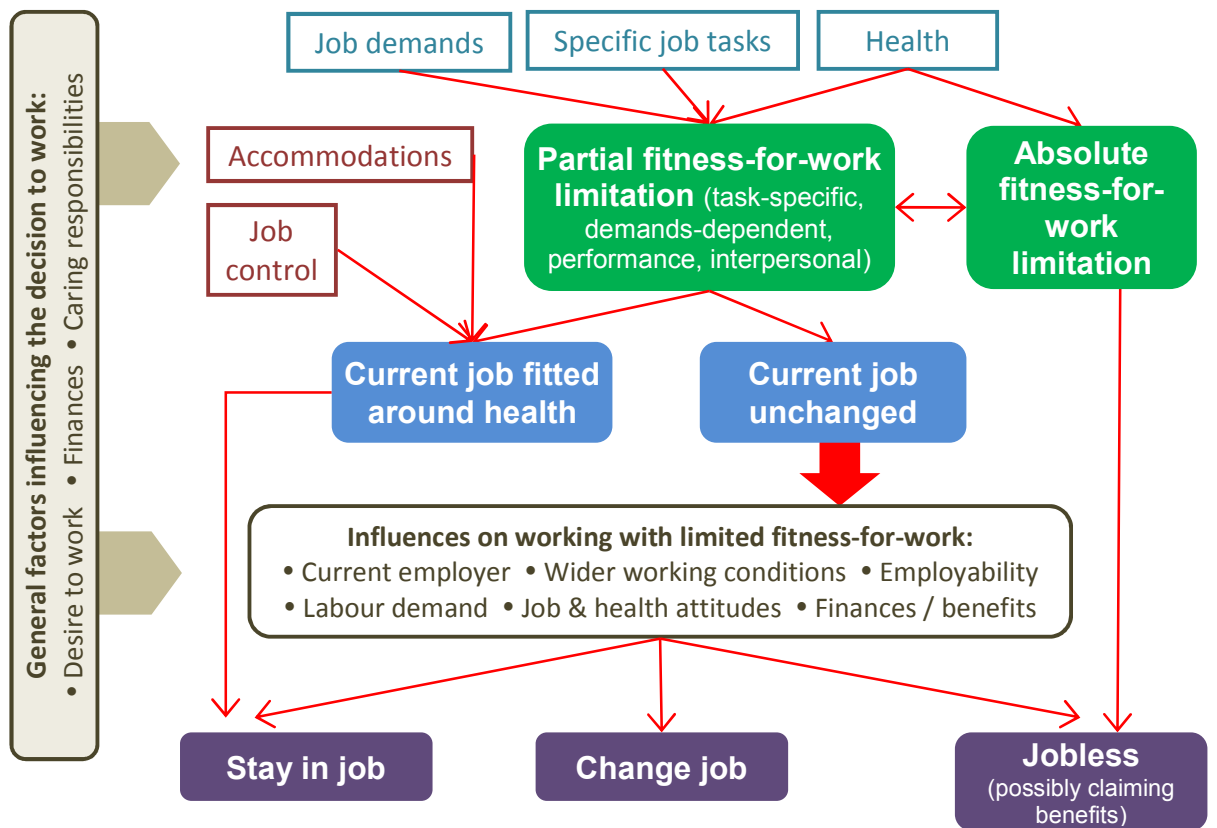 General factors influencing the decision to work:
• Desire to work • Finances • Caring responsibilities
Job demands
Specific job tasks
Health
Accommodations
Job
control
Partial fitness-for-work
limitation (task-specific,
demands-dependent,
performance, interpersonal)
Absolute
fitness-for-
work
limitation
Current job fitted
around health
Current job
unchanged
Influences on working with limited fitness-for-work:
• Current employer • Wider working conditions • Employability
• Labour demand • Job & health attitudes • Finances / benefits
Stay in job
Change job
Jobless
(possibly claiming
benefits)